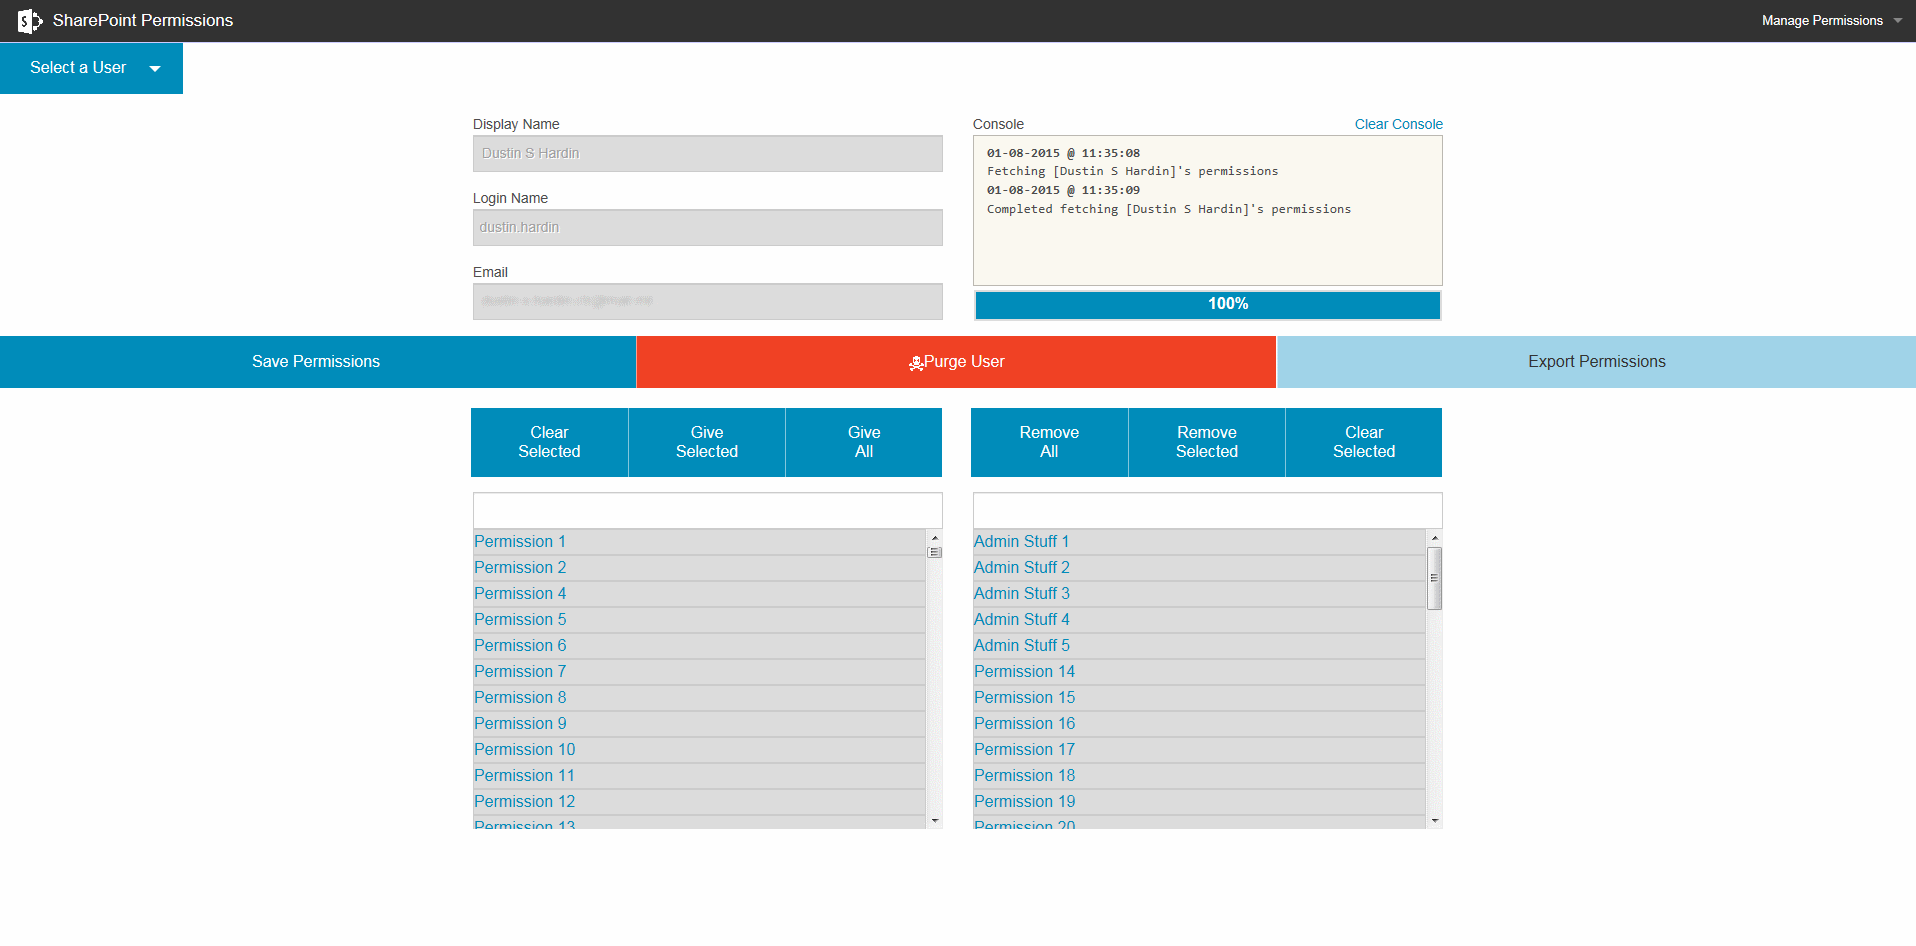 SharePoint Permissions
Manage Permissions
Select a User
Display Name
Dustin S Hardin
Login Name
dustin.hardin
Email
Console
Clear Console
01-08-2015 @ 11:35:08
Fetching [Dustin S Hardin]'s permissions
01-08-2015 @ 11:35:09
Completed fetching [Dustin S Hardin]'s permissions
100%
Save Permissions
Purge User
Export Permissions
Clear
Selected
Give
Selected
Give
All
Remove
All
Remove
Selected
Clear
Selected
Permission 1
Permission 2
Permission 4
Permission 5
Permission 6
Permission 7
Permission 8
Permission 9
Permission 10
Permission 11
Permission 12
Permission 13
Admin Stuff 1
Admin Stuff 2
Admin Stuff 3
Admin Stuff 4
Admin Stuff 5
Permission 14
Permission 15
Permission 16
Permission 17
Permission 18
Permission 19
Permission 20